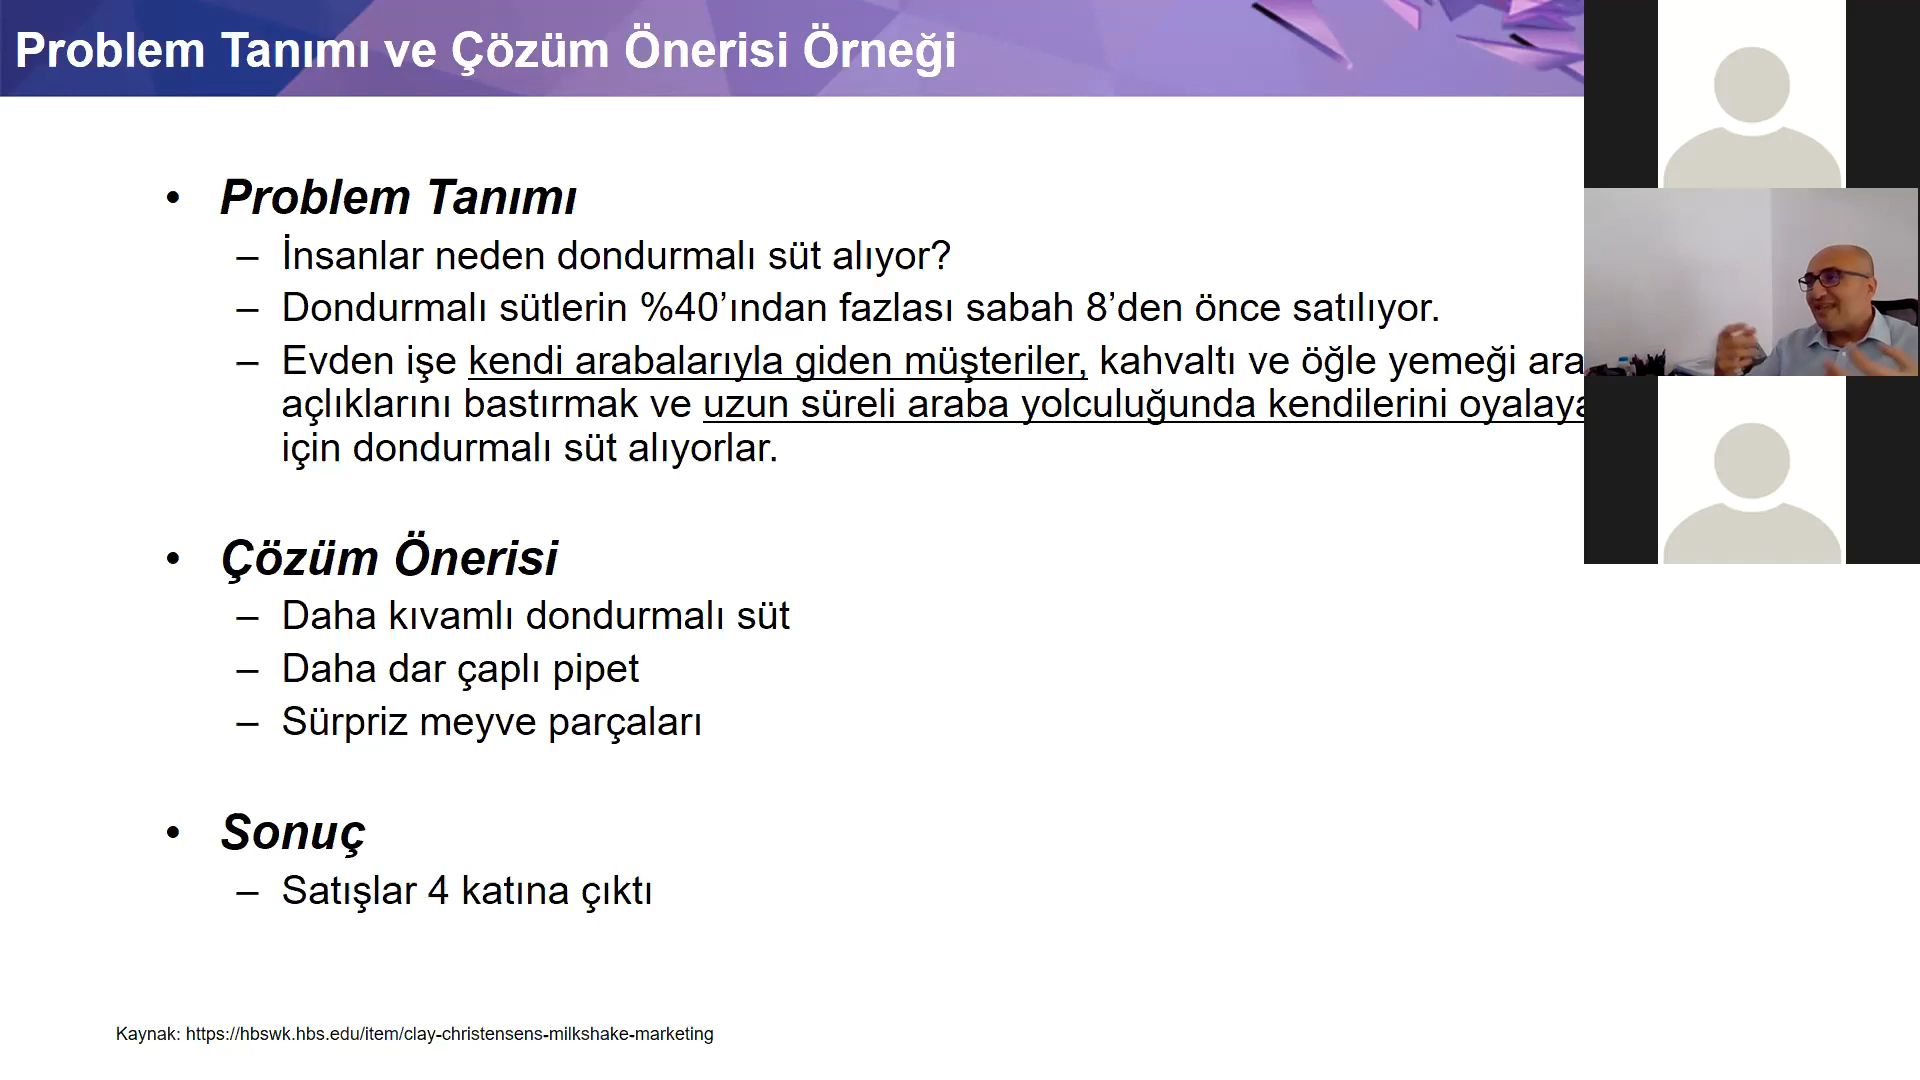 Problem Tanımı ve Çözüm Önerisi Örneği
• Problem Tanımı
– İnsanlar neden dondurmalı süt alıyor?
– Dondurmalı sütlerin %40’ından fazlası sabah 8’den önce satılıyor.
– Evden işe kendi arabalarıyla giden müşteriler, kahvaltı ve öğle yemeği
açlıklarını bastırmak ve uzun süreli araba yolculuğunda kendilerini
için dondurmalı süt alıyorlar.
• Çözüm Önerisi
– Daha kıvamlı dondurmalı süt
– Daha dar çaplı pipet
– Sürpriz meyve parçaları
• Sonuç
– Satışlar 4 katına çıktı
Kaynak: https://hbswk.hbs.edu/item/clay-christensens-milkshake-marketing